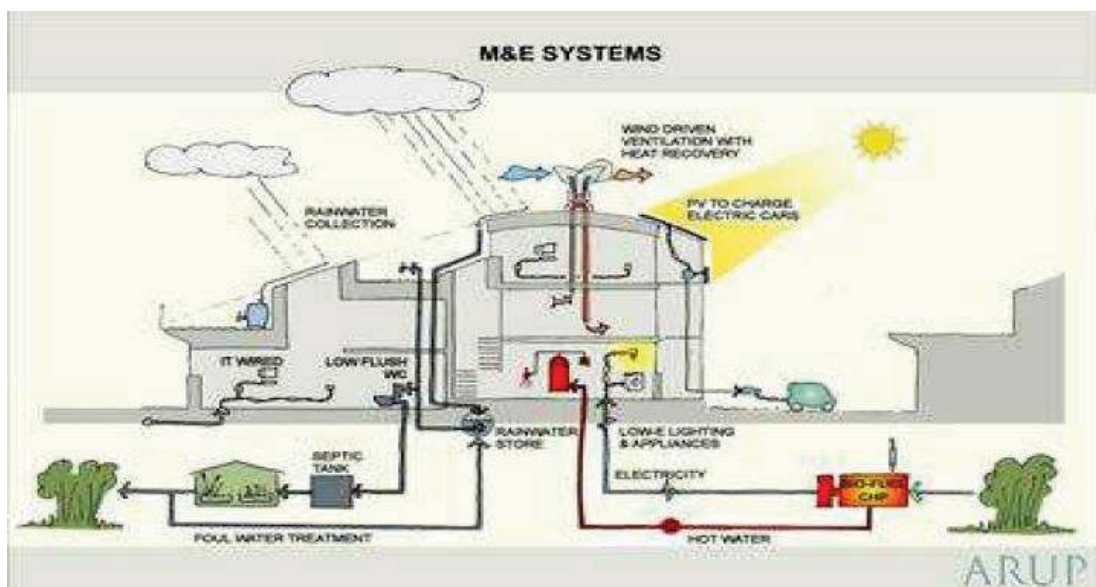 M&E SYSTEMS
WIND DRIVEN
VENTILATION WITH
HEAT RECOVERY
RAINWATER
COLLECTION
PV TO CHARGE
ELECTRIC CARS
IT WIRED
LOW FLUSH
WC
RAINWATER
STORE
LOW-E LIGHTING
& APPLIANCES
SEPTIC
TANK
ELECTRICITY
BIO-FUEL
CHP
FOUL WATER TREATMENT
HOT WATER
ARUP